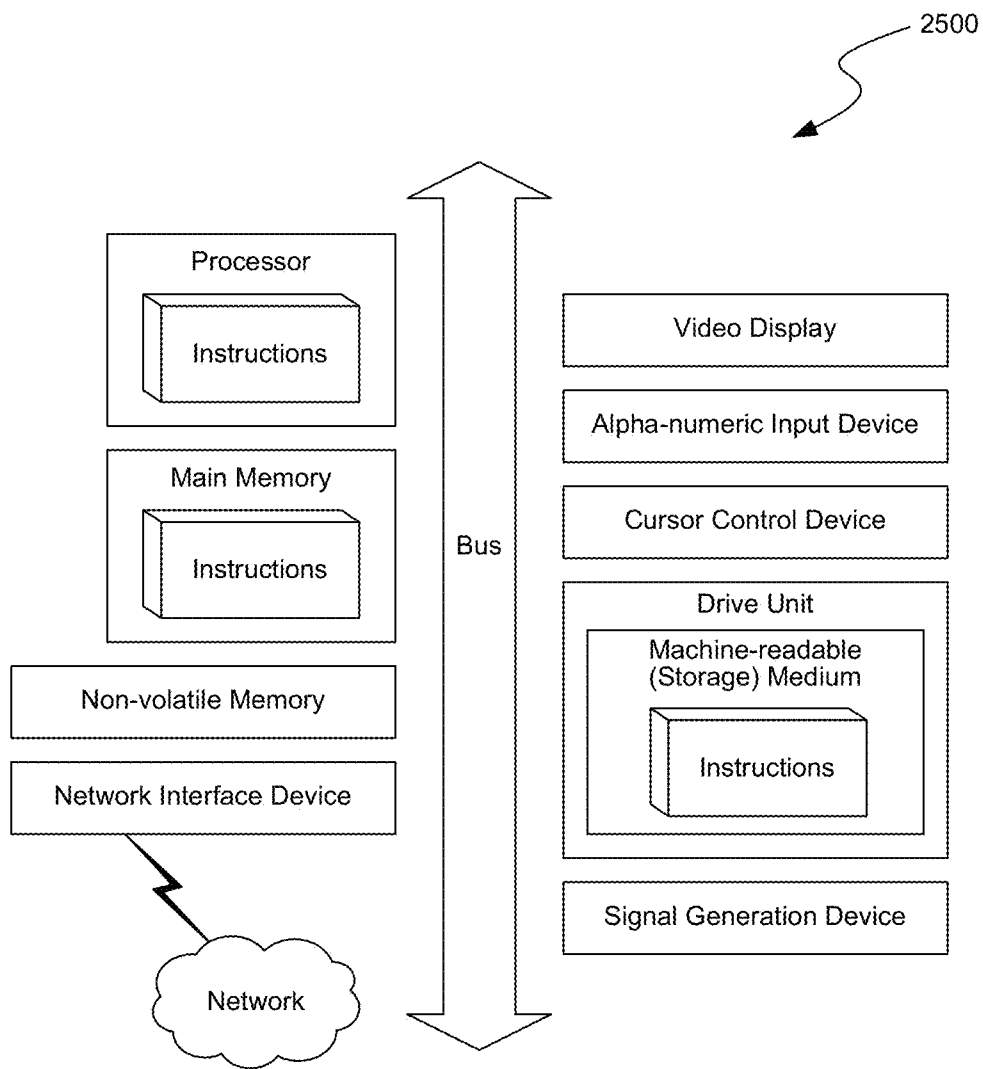 2500
Processor
Instructions
Main Memory
Instructions
Non-volatile Memory
Network Interface Device
Network
Bus
Video Display
Alpha-numeric Input Device
Cursor Control Device
Drive Unit
Machine-readable
(Storage) Medium
Instructions
Signal Generation Device